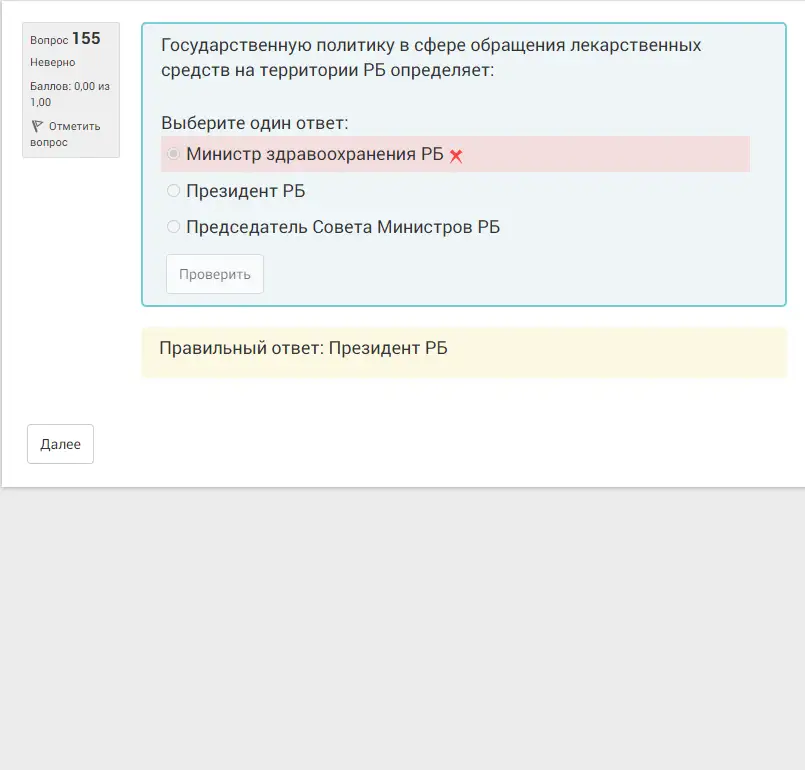 Вопрос 155
Неверно
Баллов: 0,00 из
1,00
Отметить
вопрос
Государственную политику в сфере обращения лекарственных
средств на территории РБ определяет:
Выберите один ответ:
Министр здравоохранения РБ
Президент РБ
Председатель Совета Министров РБ
Проверить
Правильный ответ: Президент РБ
Далее